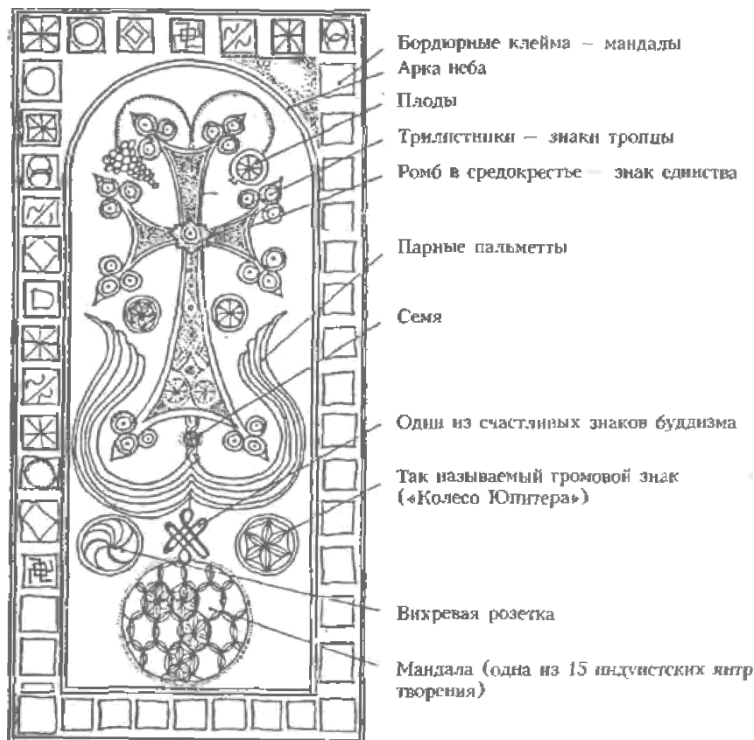 Бордюрные клейма – мандалы
Арка неба
Плоды
Трилистники – знаки троицы
Ромб в средокрестье – знак единства
Парные пальметты
Семя
Один из счастливых знаков буддизма
Так называемый громовой знак
(«Колесо Юпитера»)
Вихревая розетка
Мандала (одна из 15 индуистских янтр
творения)